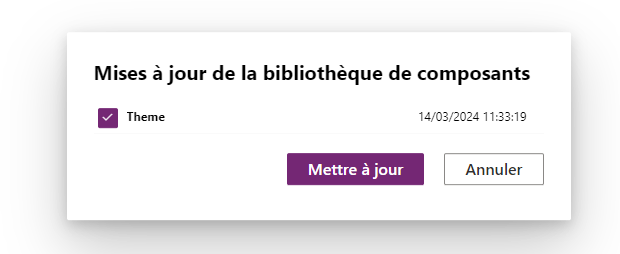 Mises à jour de la bibliothèque de composants
Theme 14/03/2024 11:33:19
Mettre à jour Annuler